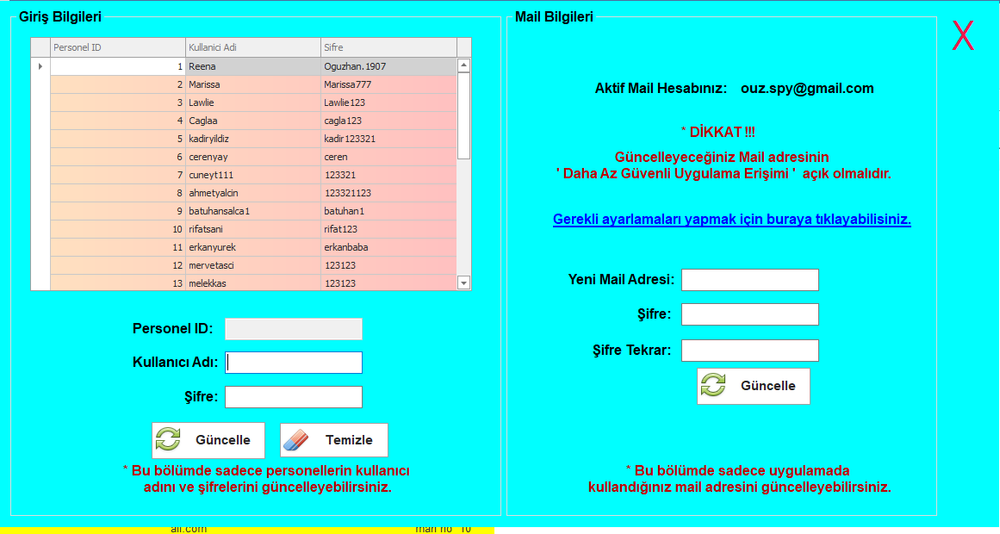 Giriş Bilgileri
Personel ID Kullanici Adi Sifre
1 Reena Oguzhan.1907
2 Marissa Marissa777
3 Lawlie Lawlie123
4 Caglaa cagla123
5 kadiryildiz kadir123321
6 cerenyay ceren
7 cuneyt111 123321
8 ahmetyalcin 123321123
9 batuhansalca1 batuhan1
10 rifatsani rifat123
11 erkanyurek erkanbaba
12 mervetasci 123123
13 melekkas 123123
Personel ID:
Kullanıcı Adı:
Şifre:
Güncelle Temizle
* Bu bölümde sadece personellerin kullanıcı
adını ve şifrelerini güncelleyebilirsiniz.
Mail Bilgileri
X
Aktif Mail Hesabınız: ouz.spy@gmail.com
* DİKKAT !!!
Güncelleyeceğiniz Mail adresinin
' Daha Az Güvenli Uygulama Erişimi ' açık olmalıdır.
Gerekli ayarlamaları yapmak için buraya tıklayabilisiniz.
Yeni Mail Adresi:
Şifre:
Şifre Tekrar:
Güncelle
* Bu bölümde sadece uygulamada
kullandığınız mail adresini güncelleyebilirsiniz.